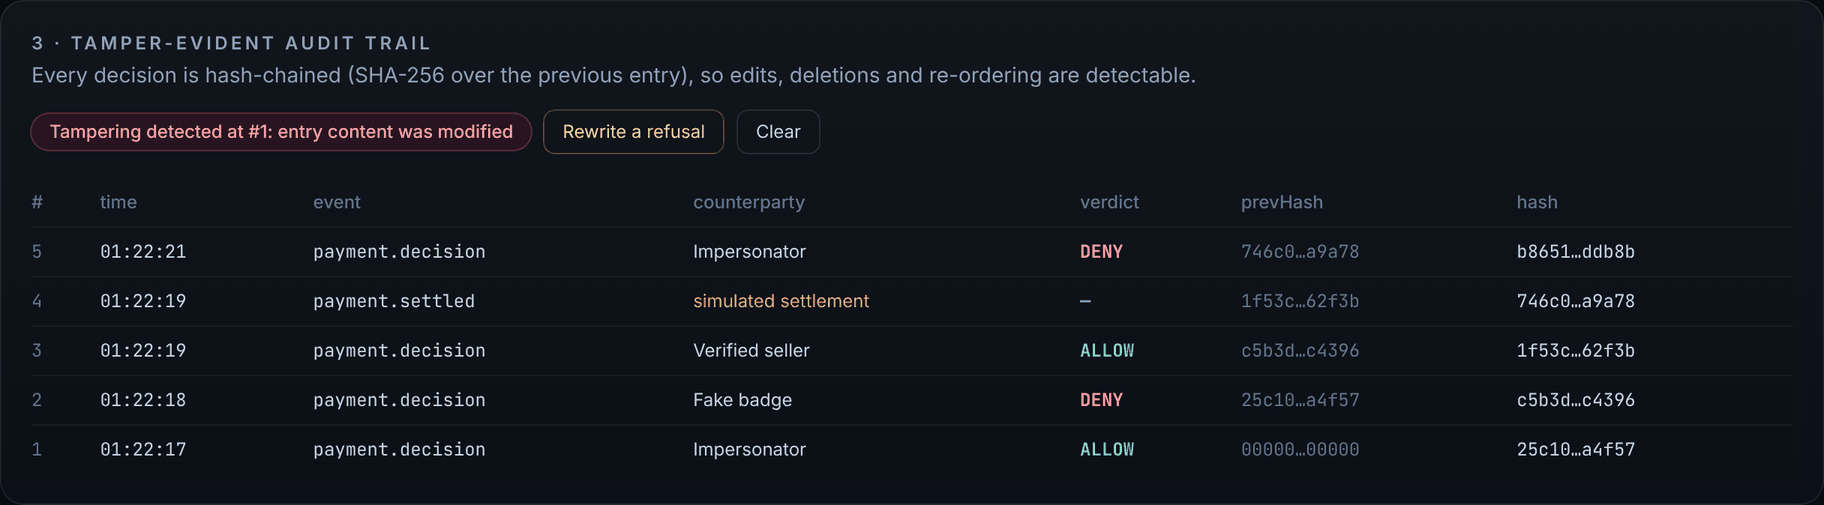 3 · TAMPER-EVIDENT AUDIT TRAIL
Every decision is hash-chained (SHA-256 over the previous entry), so edits, deletions and re-ordering are detectable.
Tampering detected at #1: entry content was modified Rewrite a refusal Clear
# time event counterparty verdict prevHash hash
5 01:22:21 payment.decision Impersonator DENY 746c0…a9a78 b8651…ddb8b
4 01:22:19 payment.settled simulated settlement — 1f53c…62f3b 746c0…a9a78
3 01:22:19 payment.decision Verified seller ALLOW c5b3d…c4396 1f53c…62f3b
2 01:22:18 payment.decision Fake badge DENY 25c10…a4f57 c5b3d…c4396
1 01:22:17 payment.decision Impersonator ALLOW 00000…00000 25c10…a4f57